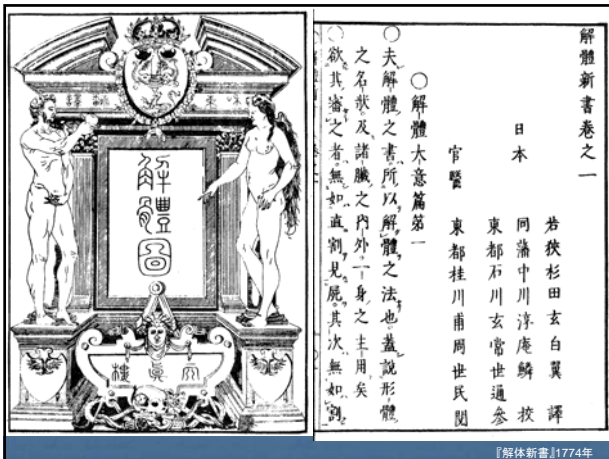 解體新書卷之一
日本
若狹杉田玄白翼 譯
同藩中川淳庵鱗 挍
東都石川玄常世通參
官醫 東都桂川甫周世民閲
○解體大意篇第一
○夫解體之書所以解體之法也蓋說形體
之名狀及諸臟之內外一身之主用矣
欲其審之者無如直割見屍其次無如割
解體圖
『解体新書』1774年